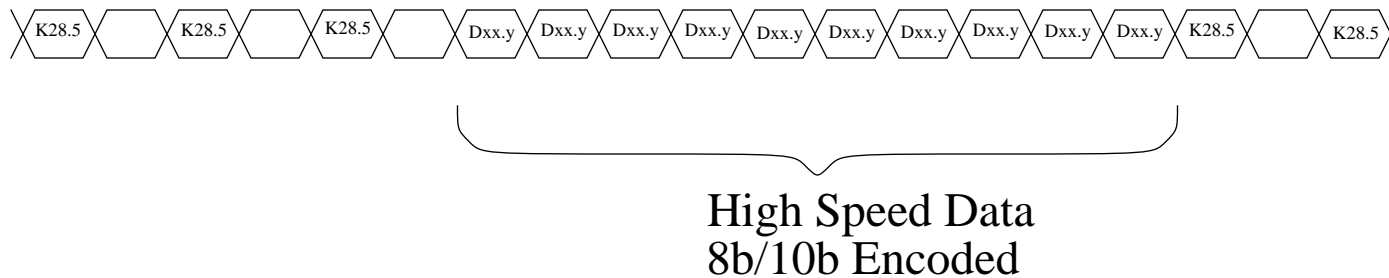 K28.5 K28.5 K28.5 Dxx.y Dxx.y Dxx.y Dxx.y Dxx.y Dxx.y Dxx.y Dxx.y Dxx.y Dxx.y K28.5 K28.5
High Speed Data
8b/10b Encoded